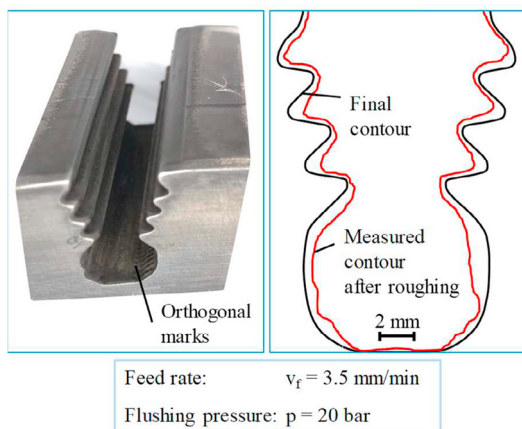 Orthogonal
marks
Final
contour
Measured
contour
after roughing
2 mm
Feed rate: v_f = 3.5 mm/min
Flushing pressure: p = 20 bar